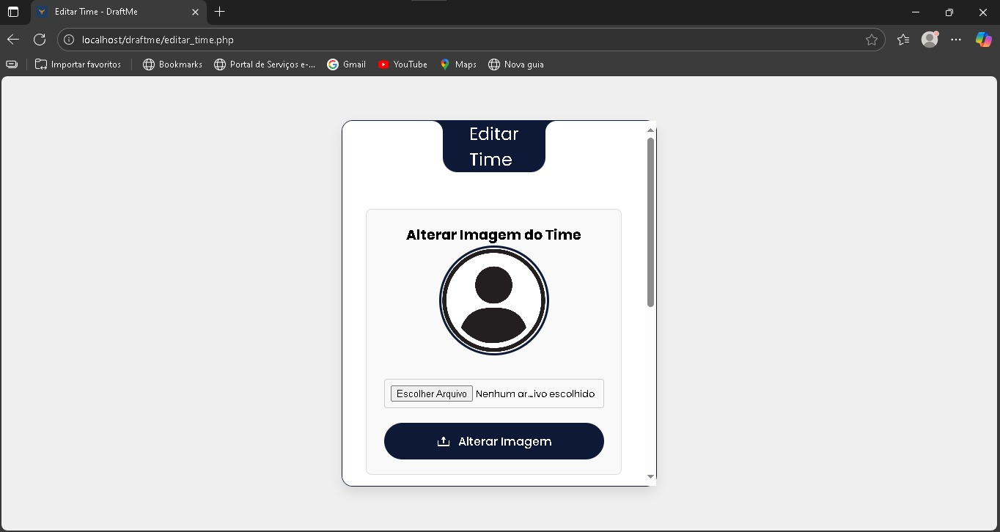 Editar Time - DraftMe
localhost/draftme/editar_time.php
Importar favoritos
Bookmarks
Portal de Serviços e-...
Gmail
YouTube
Maps
Nova guia
Editar
Time
Alterar Imagem do Time
Escolher Arquivo Nenhum ar...ivo escolhido
Alterar Imagem